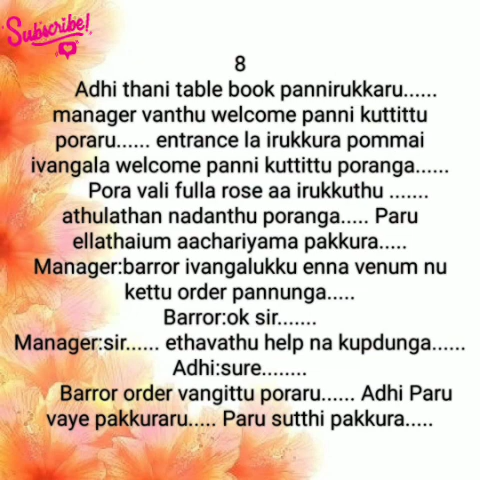 Subscribe!
8
Adhi thani table book pannirukkaru......
manager vanthu welcome panni kuttittu
poraru...... entrance la irukkura pommai
ivangala welcome panni kuttittu poranga......
Pora vali fulla rose aa irukkuthu .......
athulathan nadanthu poranga..... Paru
ellathaium aachariyama pakkura.....
Manager:barror ivangalukku enna venum nu
kettu order pannunga.....
Barror:ok sir.......
Manager:sir...... ethavathu help na kupdunga......
Adhi:sure........
Barror order vangittu poraru...... Adhi Paru
vaye pakkuraru..... Paru sutthi pakkura.....